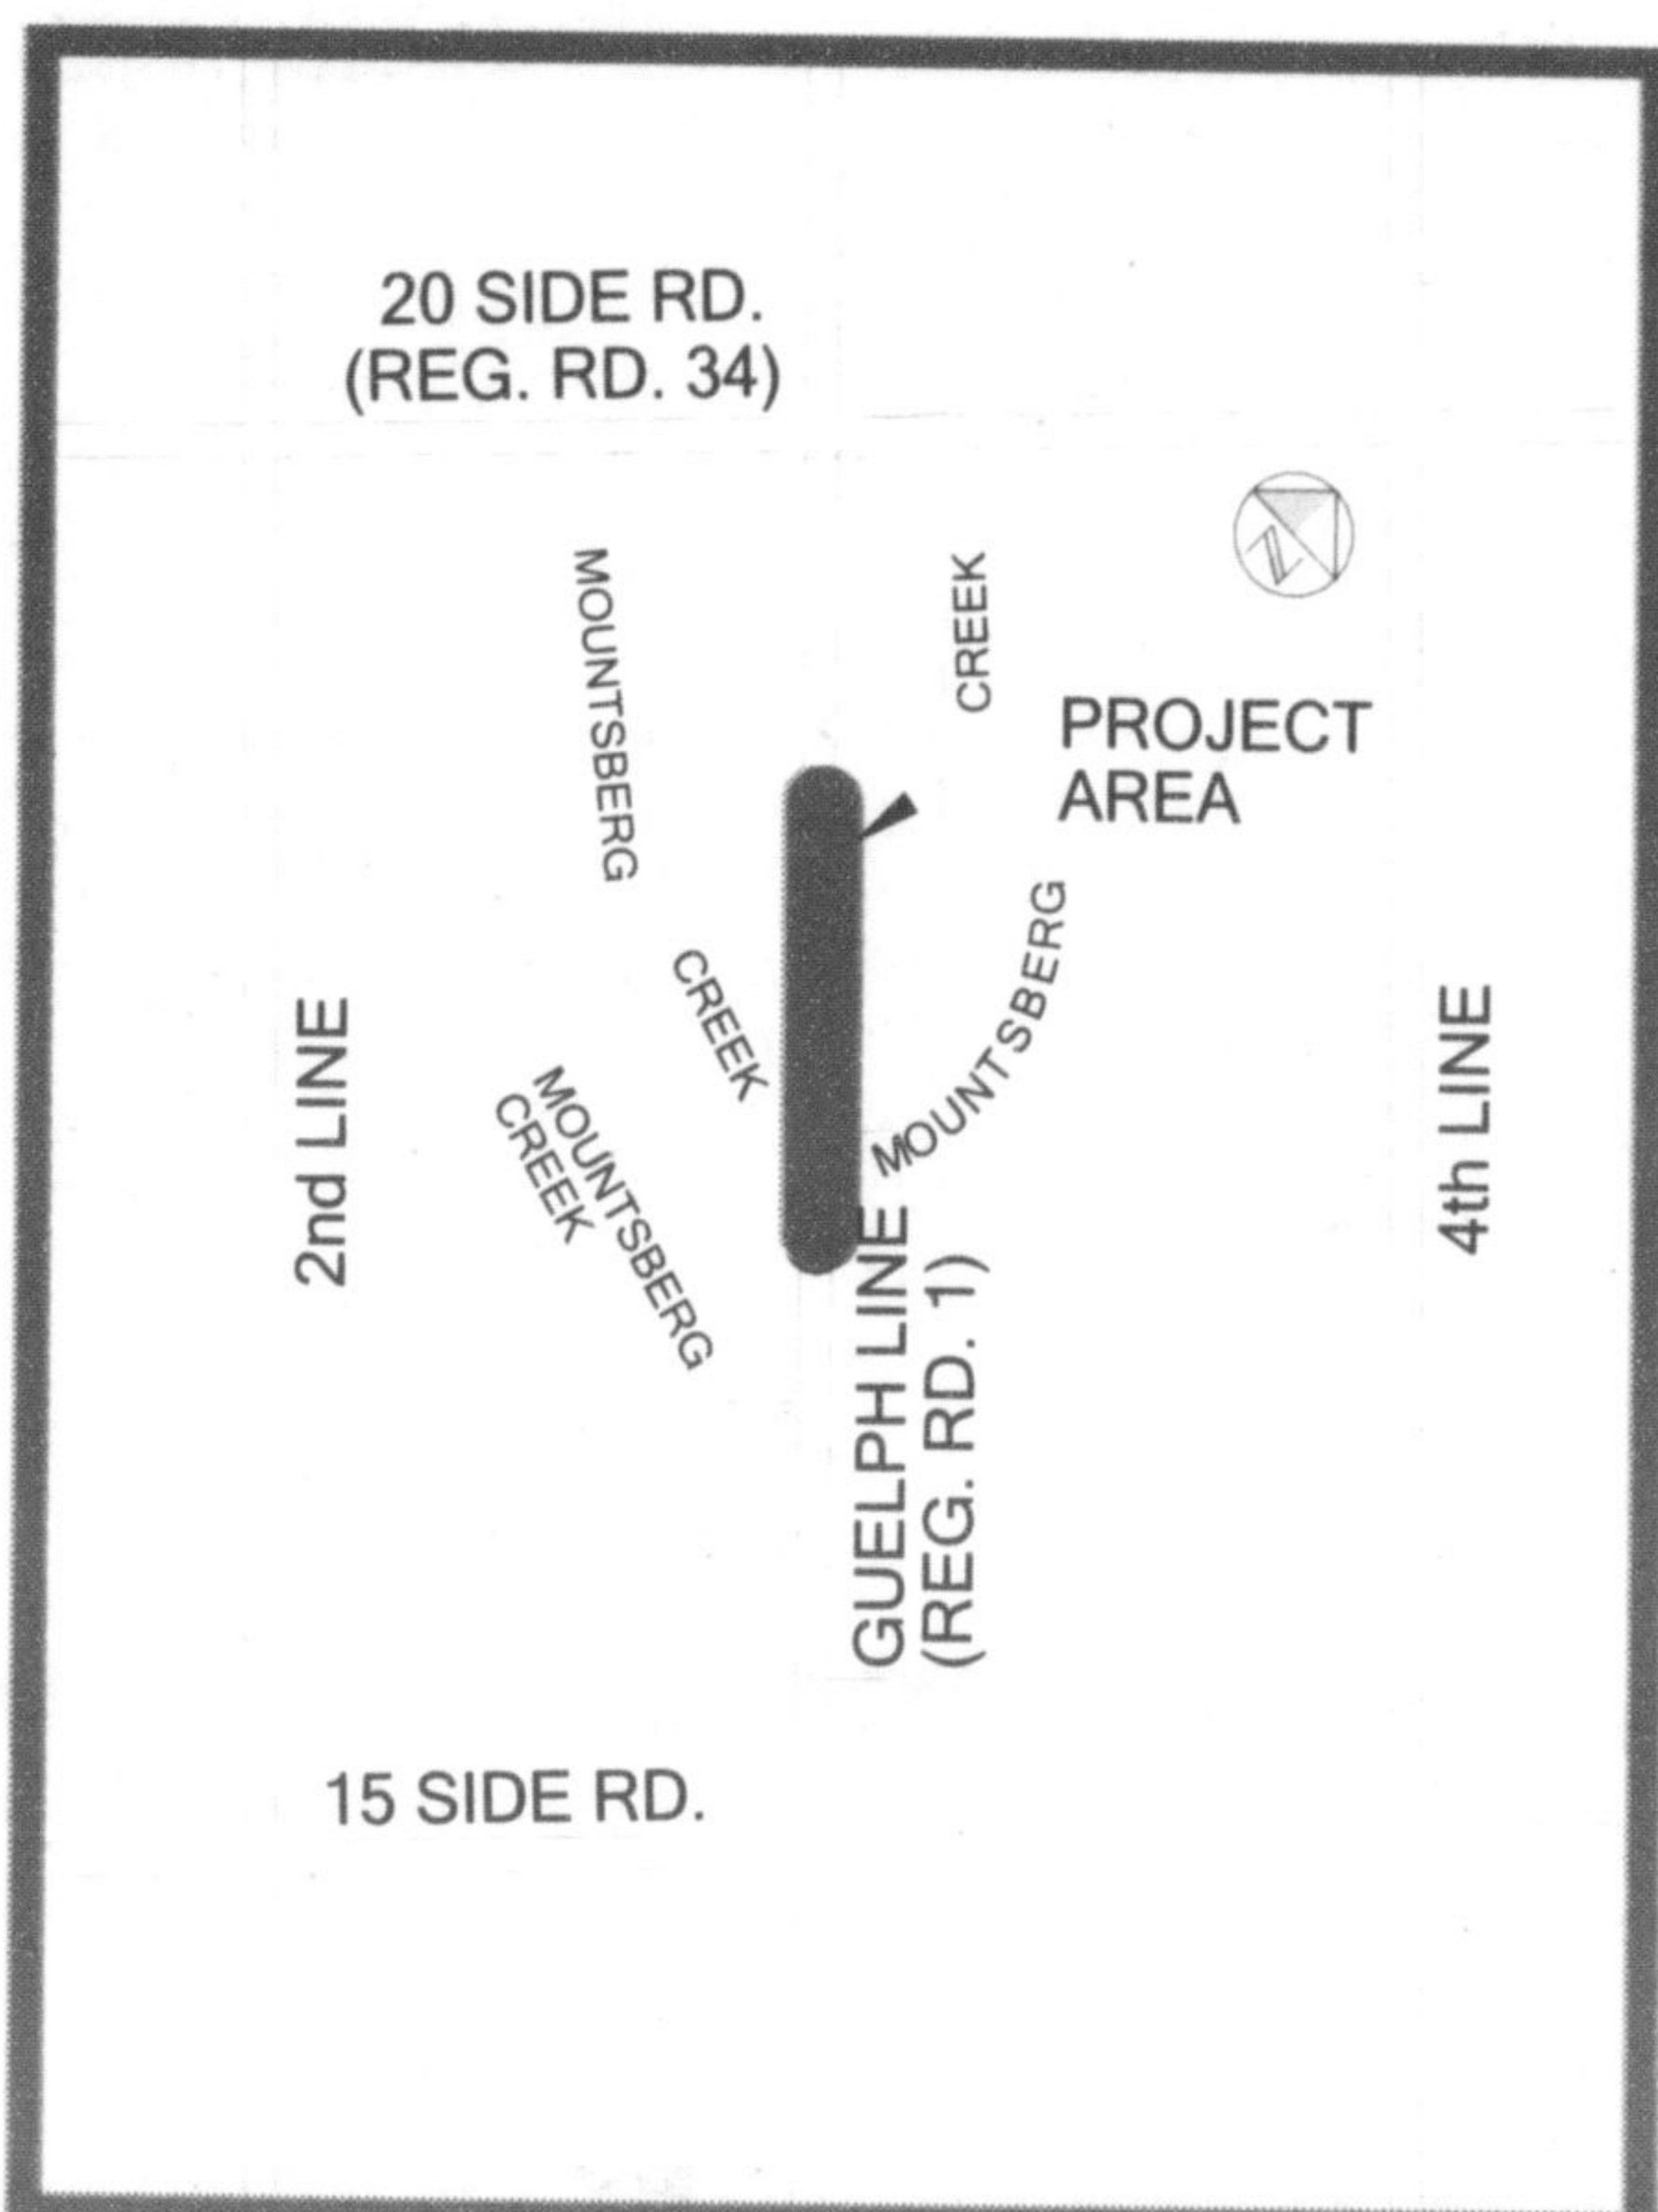 20 SIDE RD.
(REG. RD. 34)
N
MOUNTSBERG
CREEK
CREEK
MOUNTSBERG
PROJECT
AREA
2nd LINE
MOUNTSBERG
CREEK
4th LINE
GUELPH LINE
(REG. RD. 1)
15 SIDE RD.